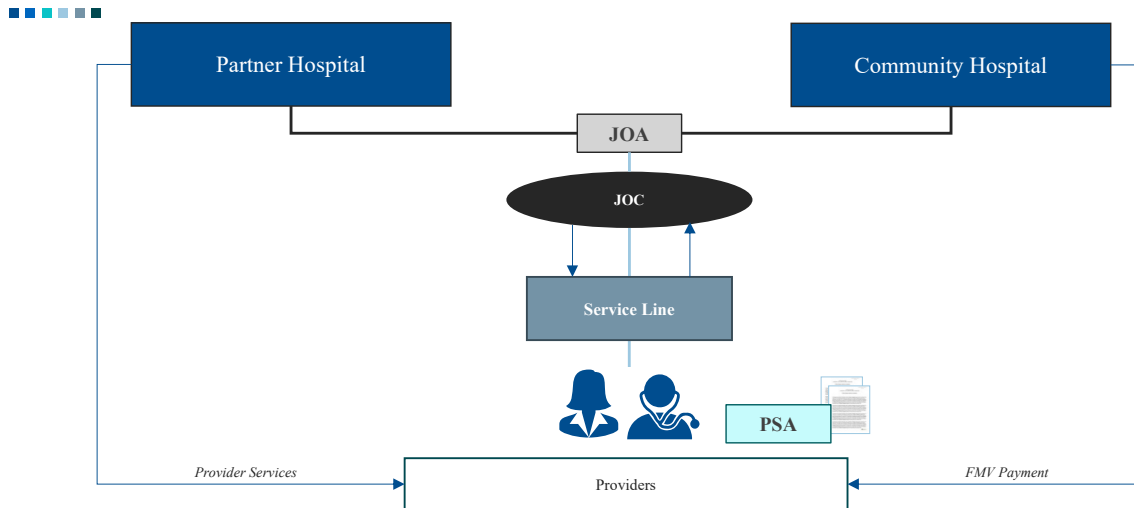 Partner Hospital
Community Hospital
JOA
JOC
Service Line
PSA
Provider Services
FMV Payment
Providers